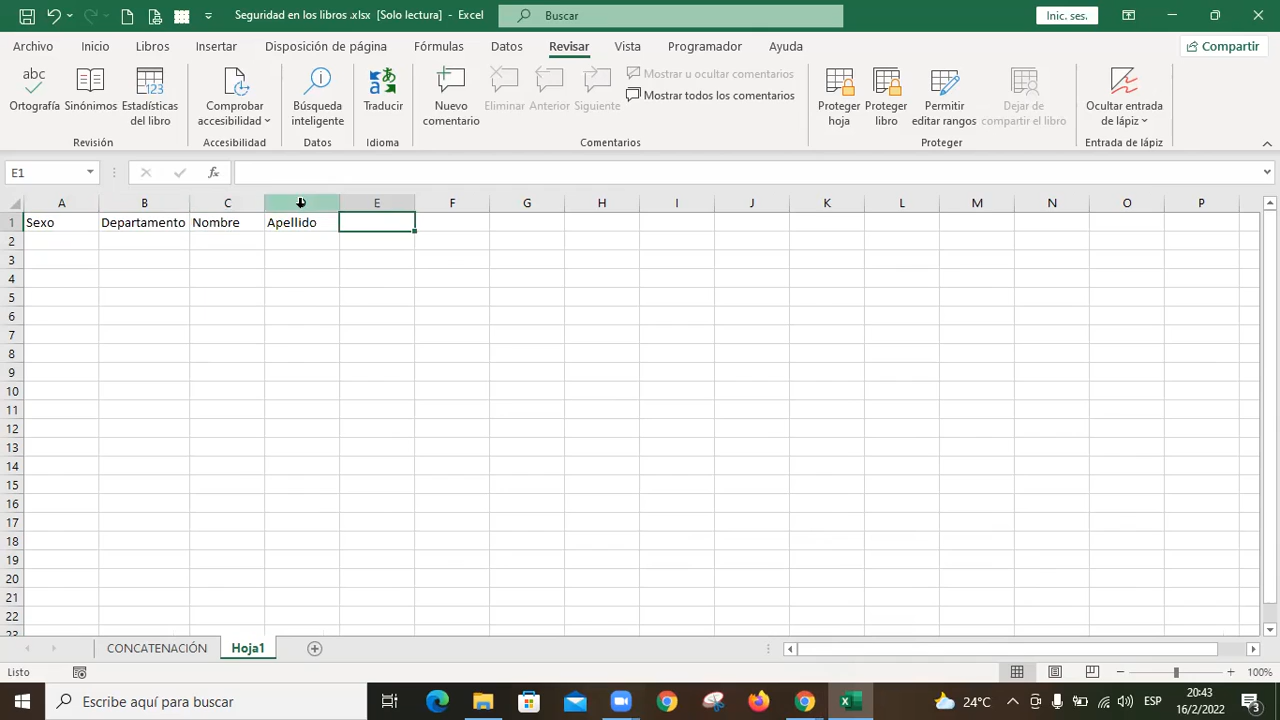 Seguridad en los libros .xlsx  [Solo lectura] - Excel
Buscar
Inic. ses.
Archivo Inicio Libros Insertar Disposición de página Fórmulas Datos Revisar Vista Programador Ayuda
Compartir
abc
Ortografía
Sinónimos
123
Estadísticas
del libro
Revisión
Comprobar
accesibilidad
Accesibilidad
Búsqueda
inteligente
Datos
Traducir
Idioma
Nuevo
comentario
Eliminar
Anterior
Siguiente
Mostrar u ocultar comentarios
Mostrar todos los comentarios
Comentarios
Proteger
hoja
Proteger
libro
Permitir
editar rangos
Dejar de
compartir el libro
Proteger
Ocultar entrada
de lápiz
Entrada de lápiz
E1
fx
A B C E F G H I J K L M N O P
1 Sexo Departamento Nombre Apellido
2
3
4
5
6
7
8
9
10
11
12
13
14
15
16
17
18
19
20
21
22
23
CONCATENACIÓN Hoja1
Listo
100%
Escribe aquí para buscar
24°C
ESP
20:43
16/2/2022
3